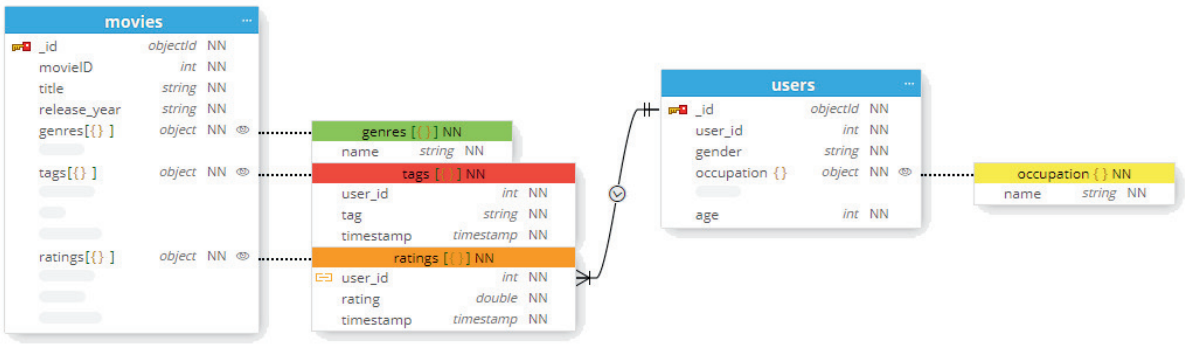 movies ...
_id objectId NN
movieID int NN
title string NN
release_year string NN
genres[{} ] object NN
tags[{} ] object NN
ratings[{} ] object NN
genres [{}] NN
name string NN
tags [{}] NN
user_id int NN
tag string NN
timestamp timestamp NN
ratings [{}] NN
user_id int NN
rating double NN
timestamp timestamp NN
users ...
_id objectId NN
user_id int NN
gender string NN
occupation {} object NN
age int NN
occupation {} NN
name string NN